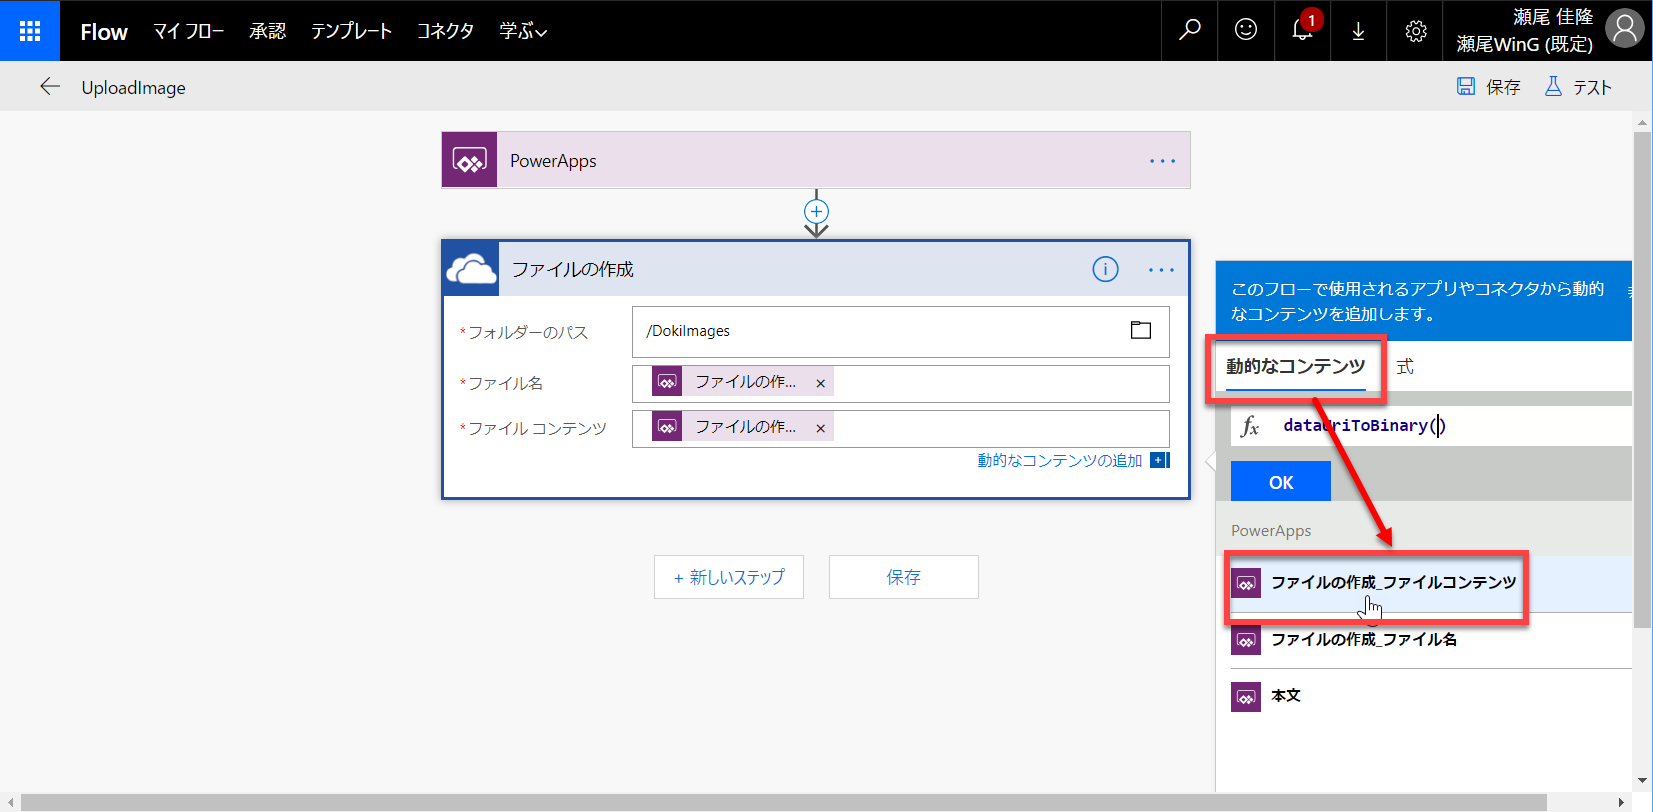 Flow マイ フロー 承認 テンプレート コネクタ 学ぶ
1
瀬尾 佳隆
瀬尾WinG (既定)
UploadImage
保存 テスト
PowerApps
ファイルの作成
*フォルダーのパス
/DokiImages
*ファイル名
ファイルの作...
*ファイル コンテンツ
ファイルの作...
動的なコンテンツの追加
+ 新しいステップ
保存
このフローで使用されるアプリやコネクタから動的
なコンテンツを追加します。
動的なコンテンツ 式
fx dataUriToBinary()
OK
PowerApps
ファイルの作成_ファイルコンテンツ
ファイルの作成_ファイル名
本文